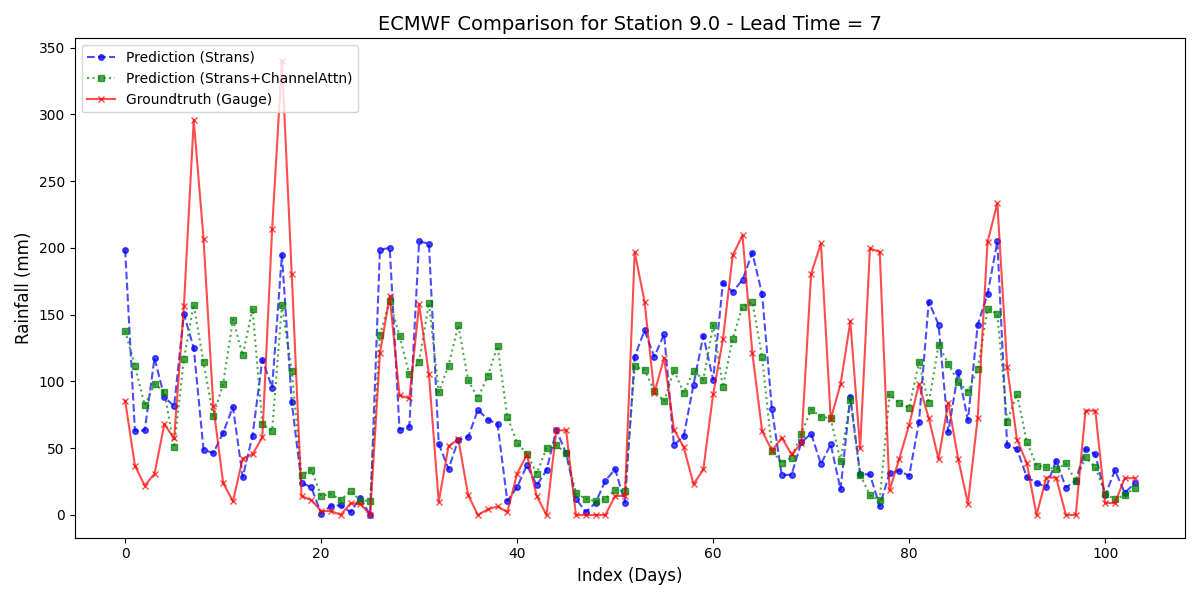 ECMWF Comparison for Station 9.0 - Lead Time = 7
Prediction (Strans)
Prediction (Strans+ChannelAttn)
Groundtruth (Gauge)
Rainfall (mm)
350
300
250
200
150
100
50
0
0 20 40 60 80 100
Index (Days)